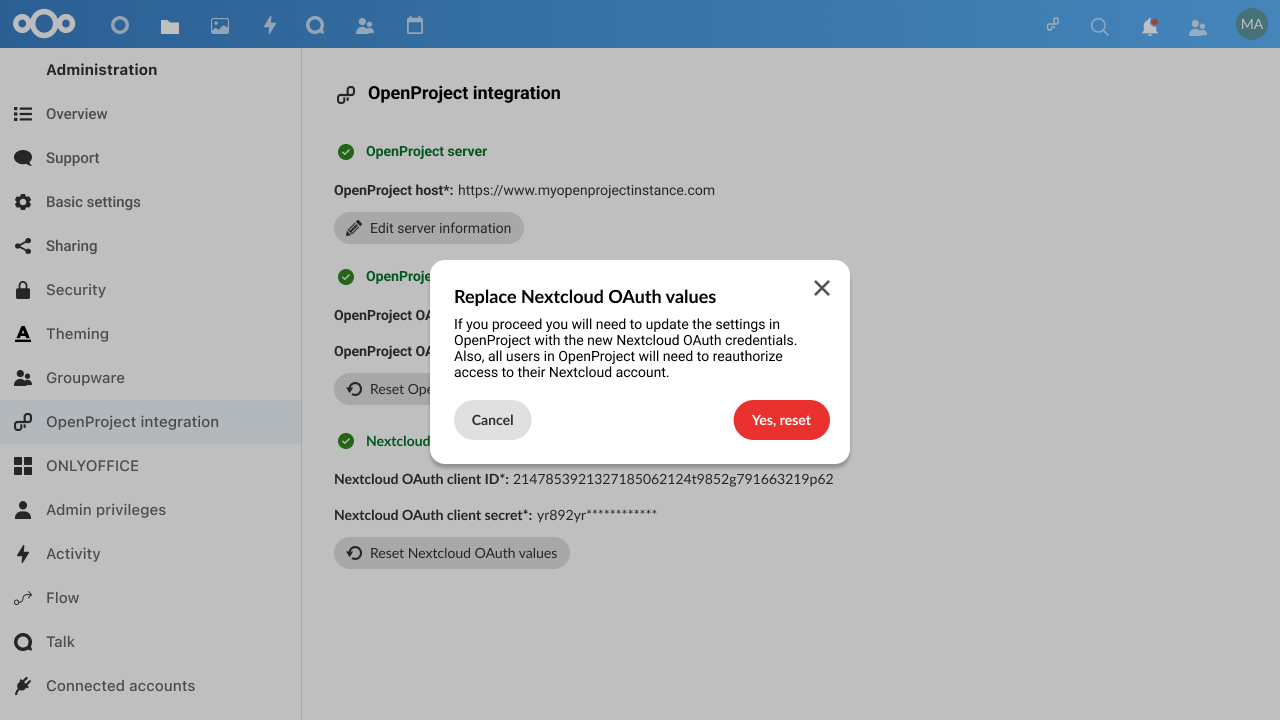 MA
Administration
Overview
Support
Basic settings
Sharing
Security
Theming
Groupware
OpenProject integration
ONLYOFFICE
Admin privileges
Activity
Flow
Talk
Connected accounts
OpenProject integration
OpenProject server
OpenProject host*: https://www.myopenprojectinstance.com
Edit server information
OpenProje
OpenProject OA
OpenProject OA
Reset Ope
Nextcloud
Nextcloud OAuth client ID*: 2147853921327185062124t9852g791663219p62
Nextcloud OAuth client secret*: yr892yr************
Reset Nextcloud OAuth values
Replace Nextcloud OAuth values
If you proceed you will need to update the settings in
OpenProject with the new Nextcloud OAuth credentials.
Also, all users in OpenProject will need to reauthorize
access to their Nextcloud account.
Cancel
Yes, reset